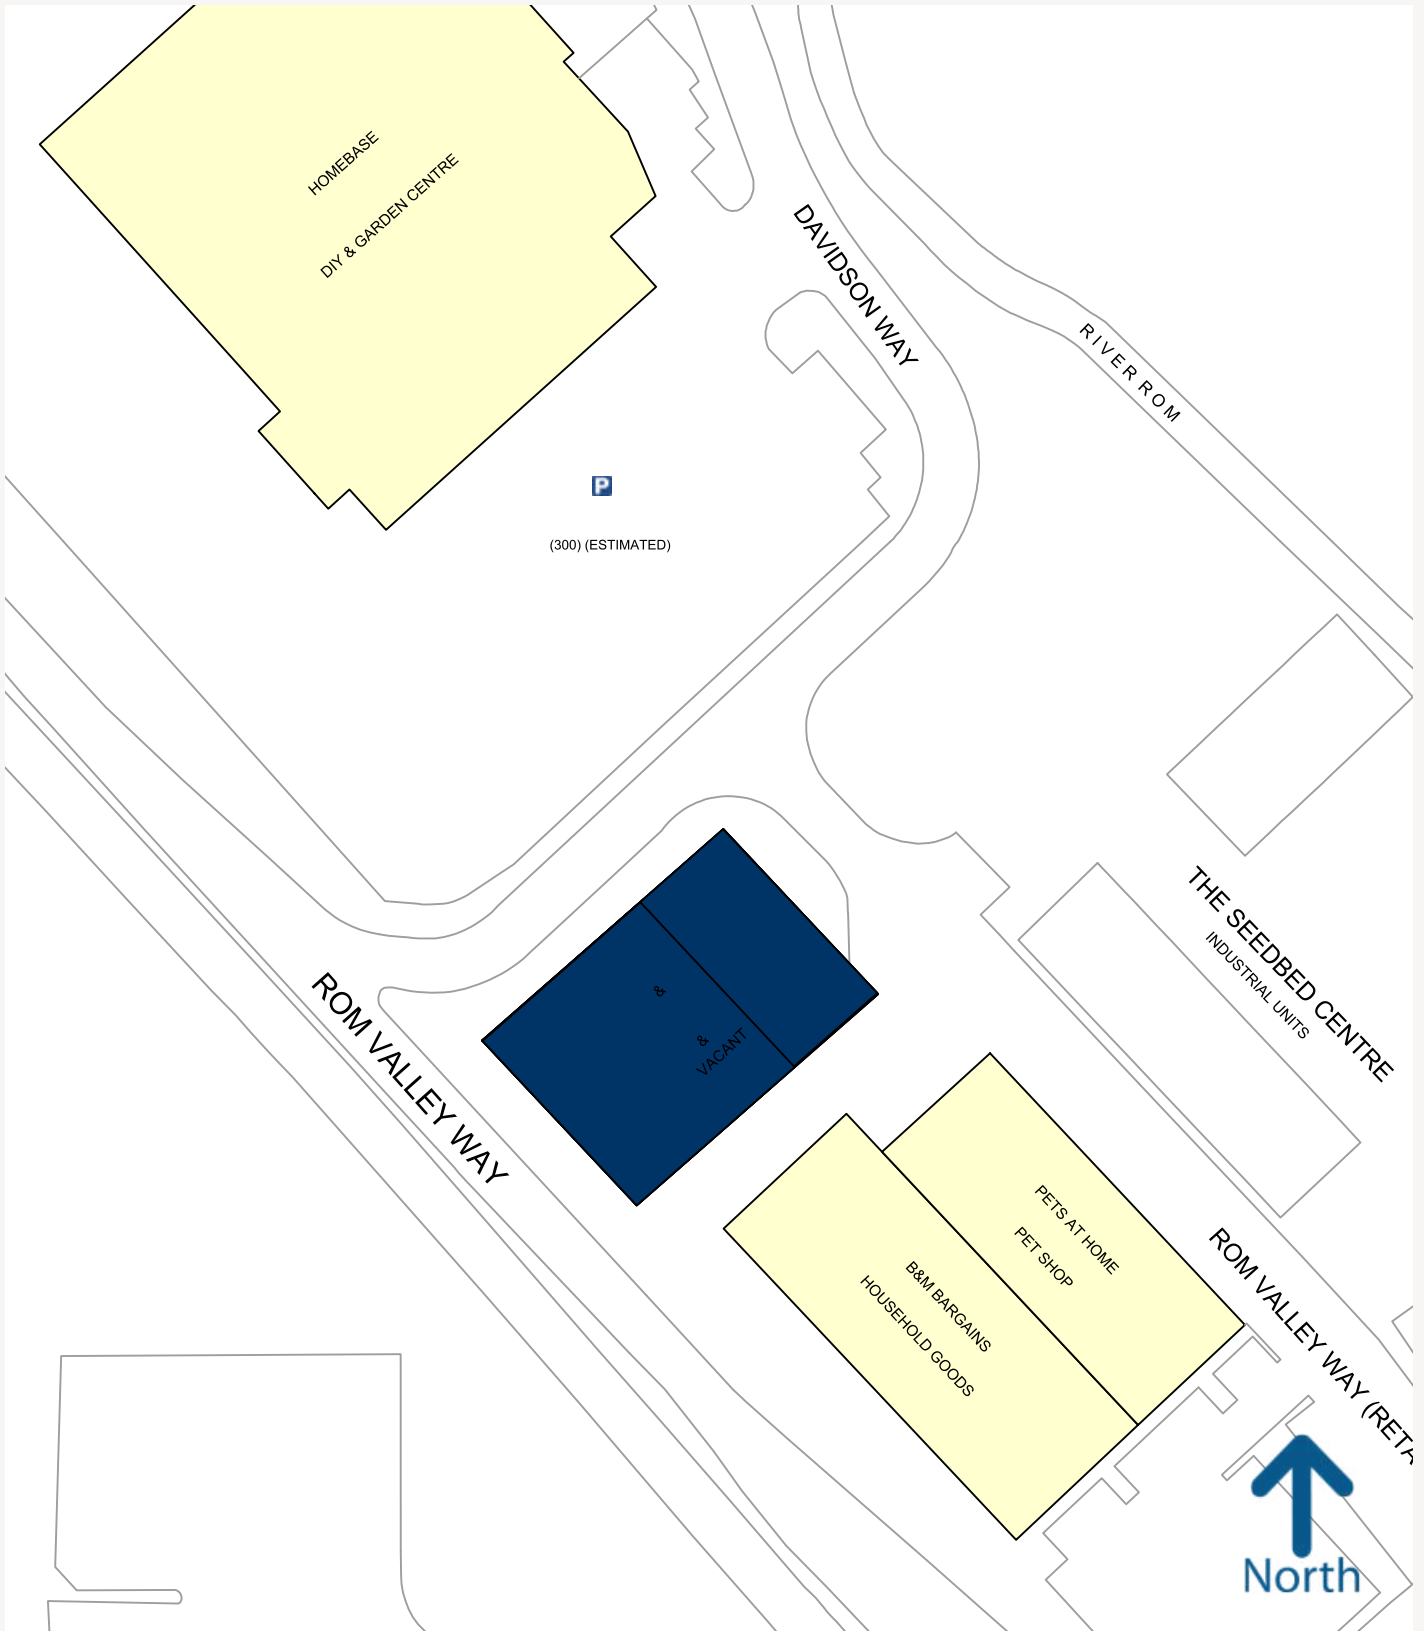 HOMEBASE
DIY & GARDEN CENTRE
DAVIDSON WAY
RIVER ROM
P
(300) (ESTIMATED)
THE SEEDBED CENTRE
INDUSTRIAL UNITS
ROM VALLEY WAY
&
&
VACANT
PETS AT HOME
PET SHOP
B&M BARGAINS
HOUSEHOLD GOODS
ROM VALLEY WAY (RETA
North